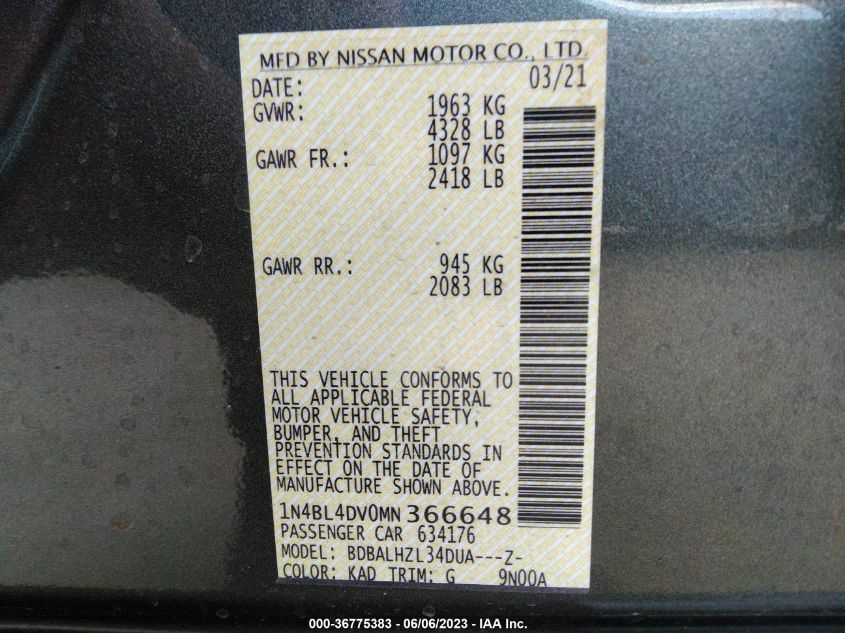 MFD BY NISSAN MOTOR CO., LTD.
DATE: 03/21
GVWR: 1963 KG
4328 LB
GAWR FR.: 1097 KG
2418 LB
GAWR RR.: 945 KG
2083 LB
THIS VEHICLE CONFORMS TO
ALL APPLICABLE FEDERAL
MOTOR VEHICLE SAFETY,
BUMPER, AND THEFT
PREVENTION STANDARDS IN
EFFECT ON THE DATE OF
MANUFACTURE SHOWN ABOVE.
1N4BL4DV0MN366648
PASSENGER CAR 634176
MODEL: BDBALHZL34DUA---Z-
COLOR: KAD TRIM: G 9N00A
000-36775383 - 06/06/2023 - IAA Inc.